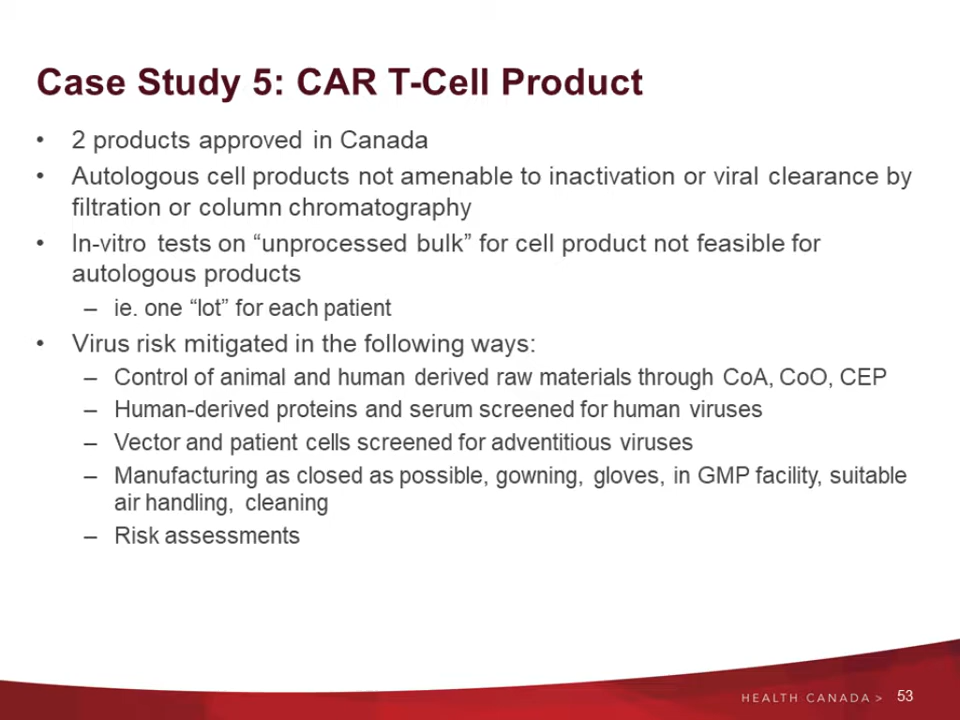 Case Study 5: CAR T-Cell Product
• 2 products approved in Canada
• Autologous cell products not amenable to inactivation or viral clearance by
filtration or column chromatography
• In-vitro tests on “unprocessed bulk” for cell product not feasible for
autologous products
– ie. one “lot” for each patient
• Virus risk mitigated in the following ways:
– Control of animal and human derived raw materials through CoA, CoO, CEP
– Human-derived proteins and serum screened for human viruses
– Vector and patient cells screened for adventitious viruses
– Manufacturing as closed as possible, gowning, gloves, in GMP facility, suitable
air handling, cleaning
– Risk assessments
HEALTH CANADA > 53